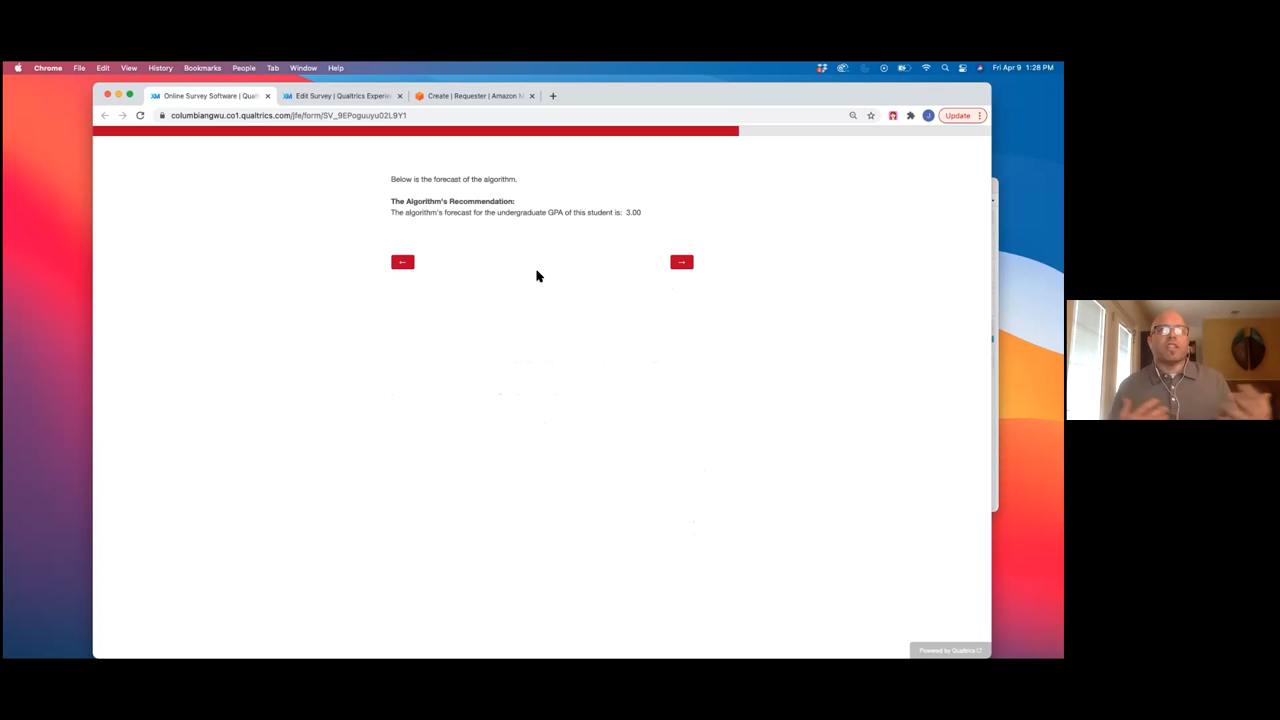 Chrome File Edit View History Bookmarks People Tab Window Help Fri Apr 9 1:28 PM
Online Survey Software | Qualt Edit Survey | Qualtrics Experie Create | Requester | Amazon M
columbiangwu.co1.qualtrics.com/jfe/form/SV_9EPoguuyu02L9Y1 Update
Below is the forecast of the algorithm.
The Algorithm's Recommendation:
The algorithm's forecast for the undergraduate GPA of this student is: 3.00
Powered by Qualtrics